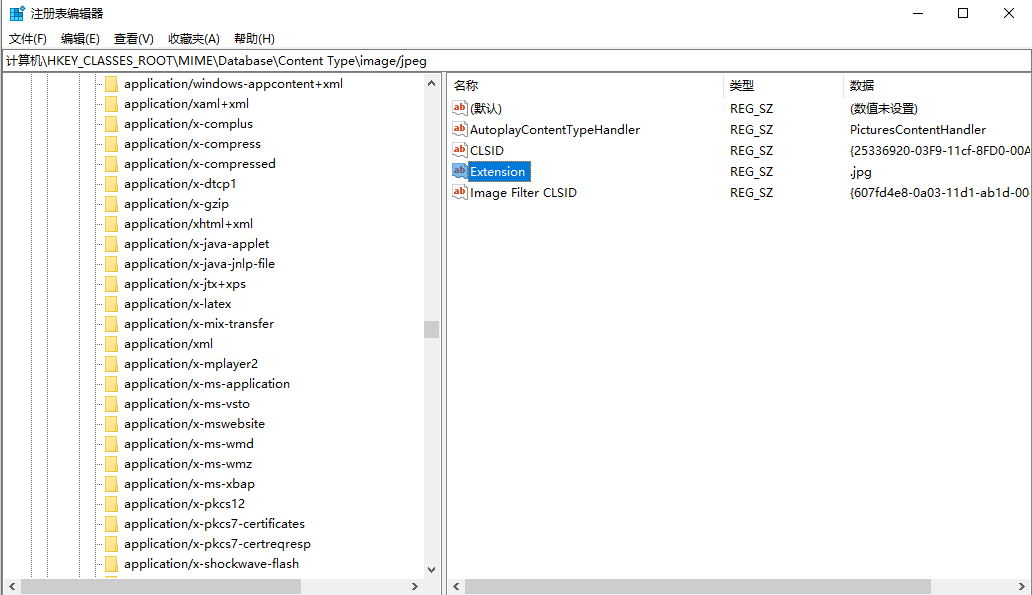 注册表编辑器
文件(F) 编辑(E) 查看(V) 收藏夹(A) 帮助(H)
计算机\HKEY_CLASSES_ROOT\MIME\Database\Content Type\image/jpeg
application/windows-appcontent+xml
application/xaml+xml
application/x-complus
application/x-compress
application/x-compressed
application/x-dtcp1
application/x-gzip
application/xhtml+xml
application/x-java-applet
application/x-java-jnlp-file
application/x-jtx+xps
application/x-latex
application/x-mix-transfer
application/xml
application/x-mplayer2
application/x-ms-application
application/x-ms-vsto
application/x-mswebsite
application/x-ms-wmd
application/x-ms-wmz
application/x-ms-xbap
application/x-pkcs12
application/x-pkcs7-certificates
application/x-pkcs7-certreqresp
application/x-shockwave-flash
名称 类型 数据
ab (默认) REG_SZ (数值未设置)
ab AutoplayContentTypeHandler REG_SZ PicturesContentHandler
ab CLSID REG_SZ {25336920-03F9-11cf-8FD0-00A
ab Extension REG_SZ .jpg
ab Image Filter CLSID REG_SZ {607fd4e8-0a03-11d1-ab1d-00